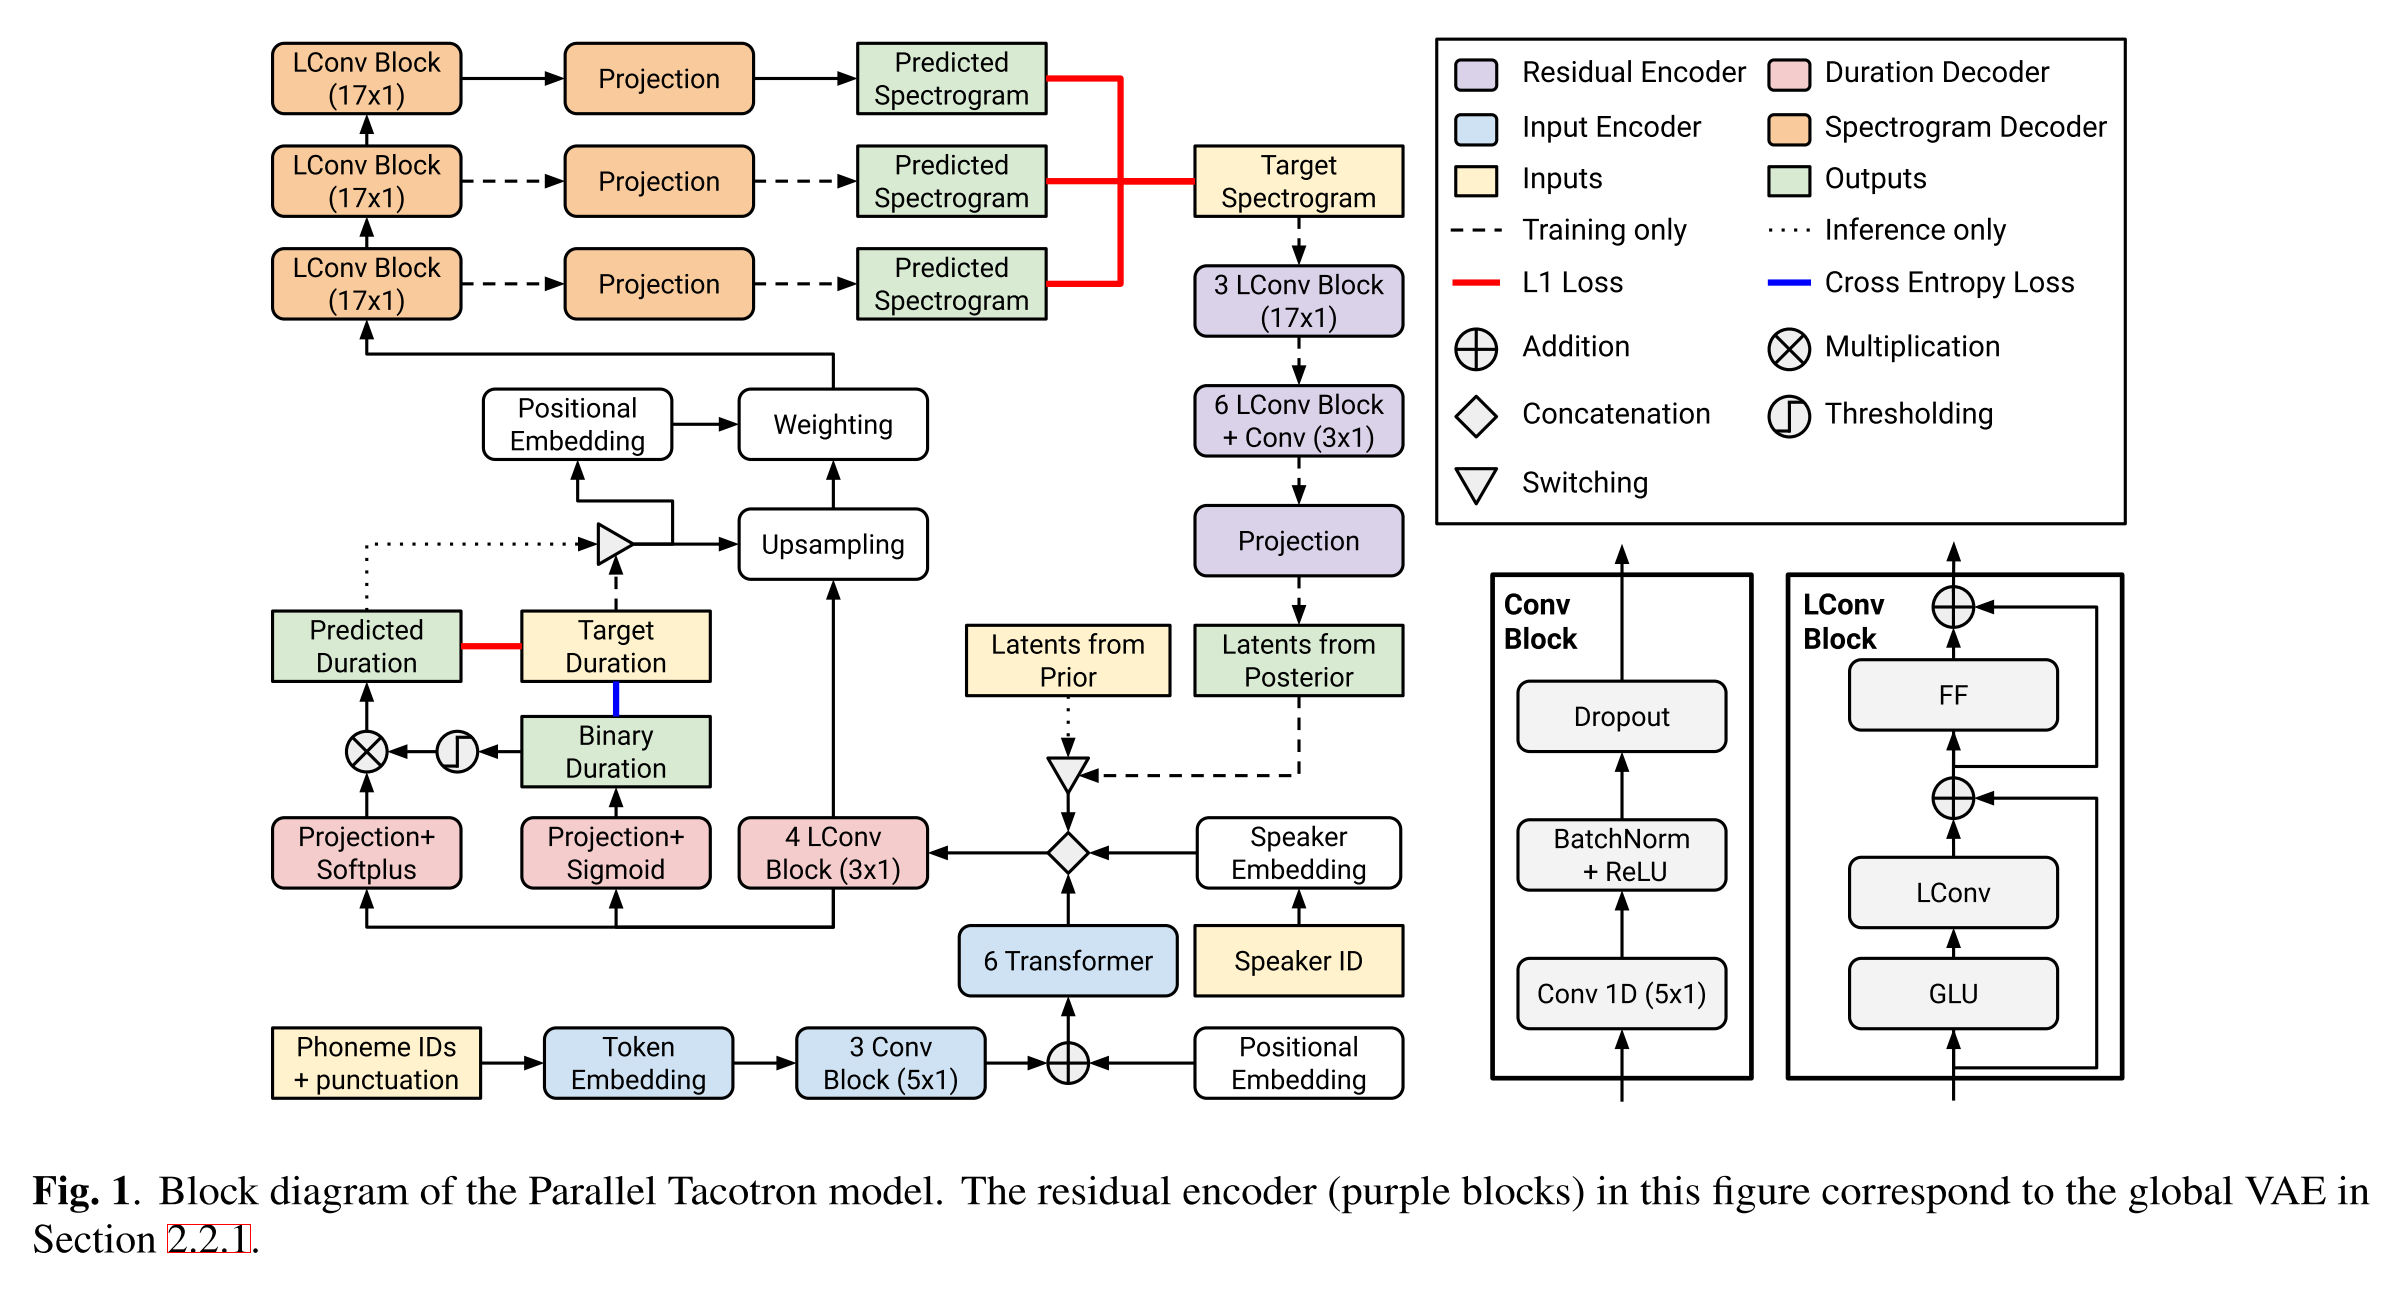 LConv Block
(17x1)
Projection
Predicted
Spectrogram
LConv Block
(17x1)
Projection
Predicted
Spectrogram
Target
Spectrogram
LConv Block
(17x1)
Projection
Predicted
Spectrogram
3 LConv Block
(17x1)
Positional
Embedding
Weighting
6 LConv Block
+ Conv (3x1)
Upsampling
Projection
Predicted
Duration
Target
Duration
Latents from
Prior
Latents from
Posterior
Binary
Duration
Projection+
Softplus
Projection+
Sigmoid
4 LConv
Block (3x1)
Speaker
Embedding
6 Transformer
Speaker ID
Phoneme IDs
+ punctuation
Token
Embedding
3 Conv
Block (5x1)
Positional
Embedding
Residual Encoder
Duration Decoder
Input Encoder
Spectrogram Decoder
Inputs
Outputs
Training only
Inference only
L1 Loss
Cross Entropy Loss
Addition
Multiplication
Concatenation
Thresholding
Switching
Conv
Block
Dropout
BatchNorm
+ ReLU
Conv 1D (5x1)
LConv
Block
FF
LConv
GLU
Fig. 1. Block diagram of the Parallel Tacotron model. The residual encoder (purple blocks) in this figure correspond to the global VAE in
Section 2.2.1.